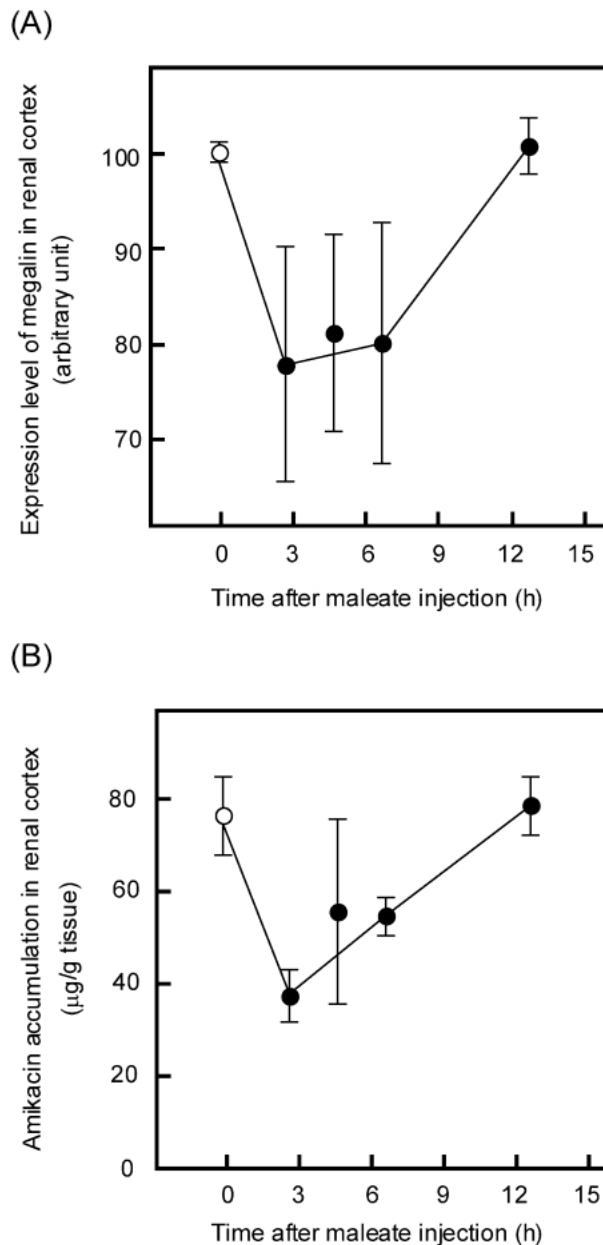 (A)
Expression level of megalin in renal cortex
(arbitrary unit)
100
90
80
70
0 3 6 9 12 15
Time after maleate injection (h)
(B)
Amikacin accumulation in renal cortex
(μg/g tissue)
80
60
40
20
0
0 3 6 9 12 15
Time after maleate injection (h)